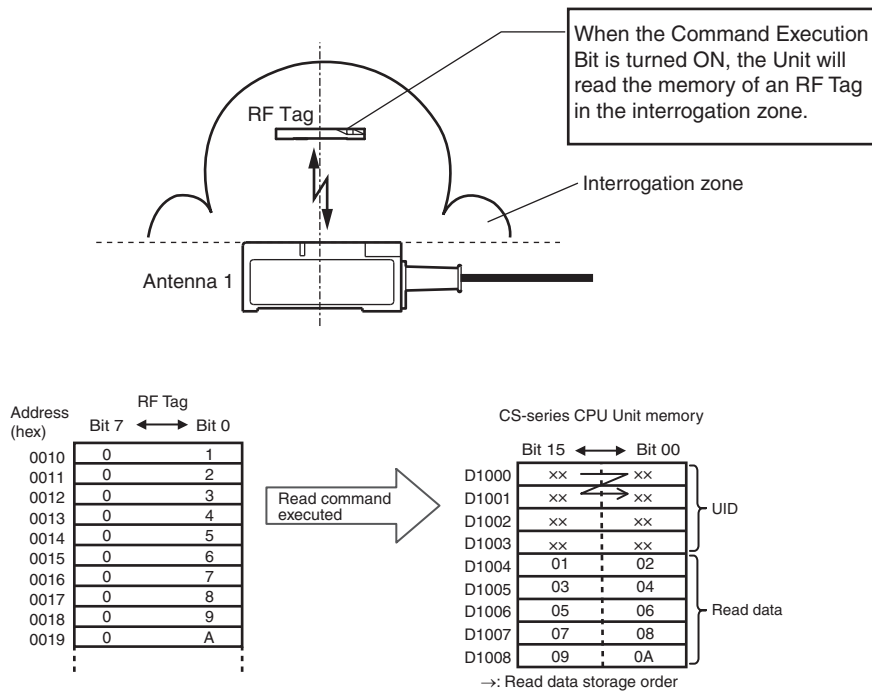 When the Command Execution
Bit is turned ON, the Unit will
read the memory of an RF Tag
in the interrogation zone.
RF Tag
Interrogation zone
Antenna 1
Address
(hex)
RF Tag
Bit 7 Bit 0
0010 0 1
0011 0 2
0012 0 3
0013 0 4
0014 0 5
0015 0 6
0016 0 7
0017 0 8
0018 0 9
0019 0 A
Read command
executed
CS-series CPU Unit memory
Bit 15 Bit 00
D1000 ×× ××
D1001 ×× ××
D1002 ×× ××
D1003 ×× ××
UID
D1004 01 02
D1005 03 04
D1006 05 06
D1007 07 08
D1008 09 0A
Read data
→: Read data storage order